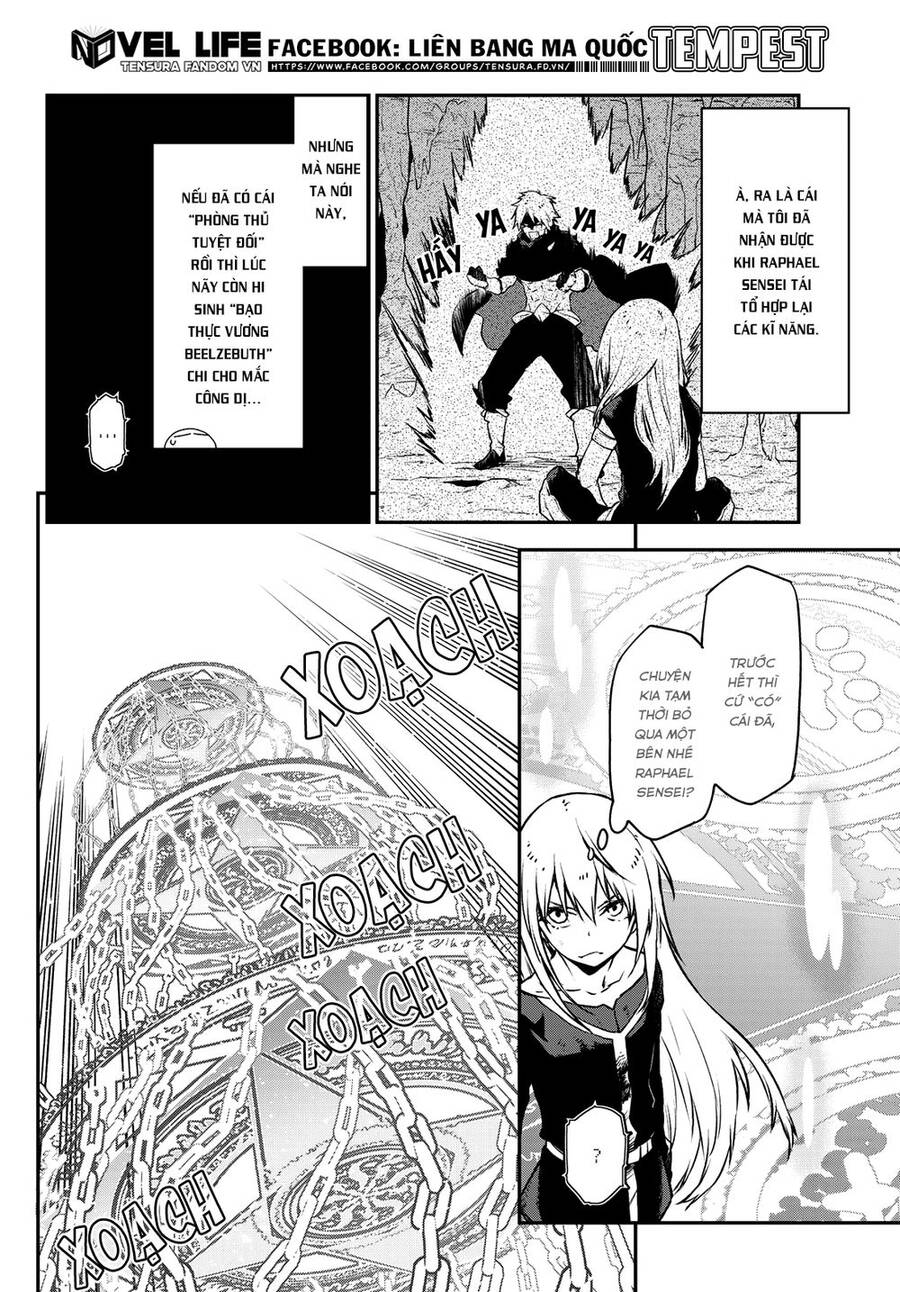 NOVEL LIFE
TENSURA FANDOM VN
FACEBOOK: LIÊN BANG MA QUỐC
HTTPS://WWW.FACEBOOK.COM/GROUPS/TENSURA.FD.VN/
TEMPEST
À, RA LÀ CÁI
MÀ TÔI ĐÃ
NHẬN ĐƯỢC
KHI RAPHAEL
SENSEI TÁI
TỔ HỢP LẠI
CÁC KĨ NĂNG.
HẤY
YA
YA
YA
YA
NHƯNG
MÀ NGHE
TA NÓI
NÀY,
NẾU ĐÃ CÓ CÁI
“PHÒNG THỦ
TUYỆT ĐỐI”
RỒI THÌ LÚC
NÃY CÒN HI
SINH “BẠO
THỰC VƯƠNG
BEELZEBUTH”
CHI CHO MẮC
CÔNG DỊ...
...
TRƯỚC
HẾT THÌ
CỨ “CÓ”
CÁI ĐÃ,
CHUYỆN
KIA TẠM
THỜI BỎ
QUA MỘT
BÊN NHÉ
RAPHAEL
SENSEI?
?
XOẠCH
XOẠCH
XOẠCH
XOẠCH